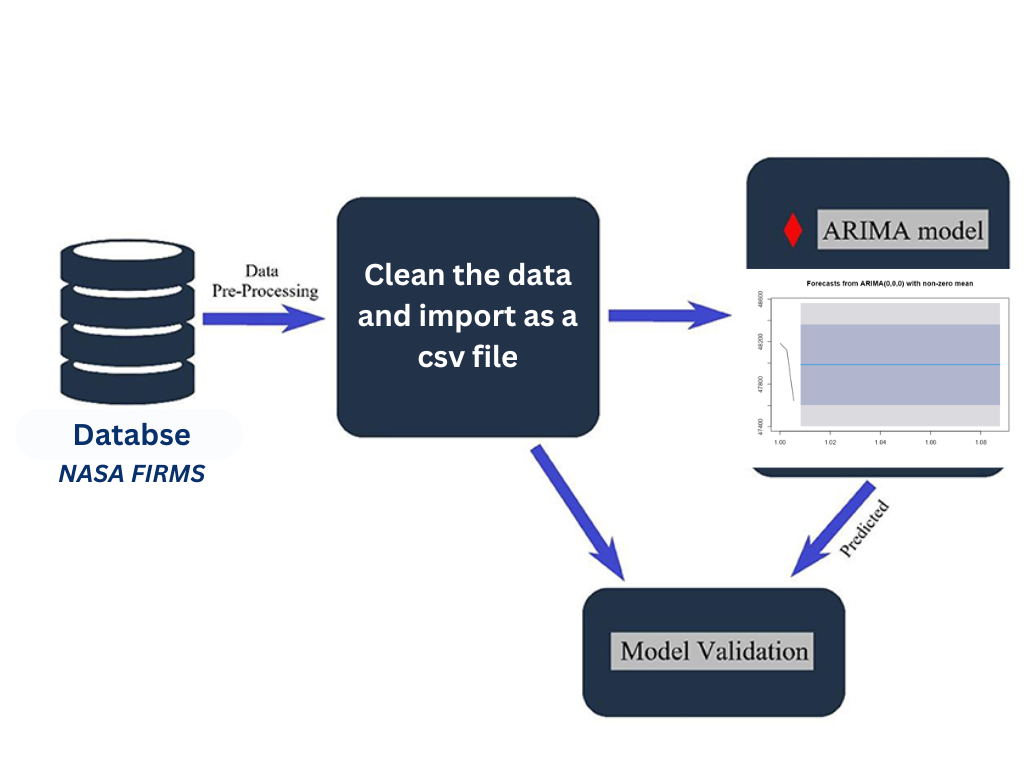 Databse
NASA FIRMS
Data
Pre-Processing
Clean the data
and import as a
csv file
ARIMA model
Forecasts from ARIMA(0,0,0) with non-zero mean
48600
48200
47800
47400
1.00
1.02
1.04
1.06
1.08
Predicted
Model Validation